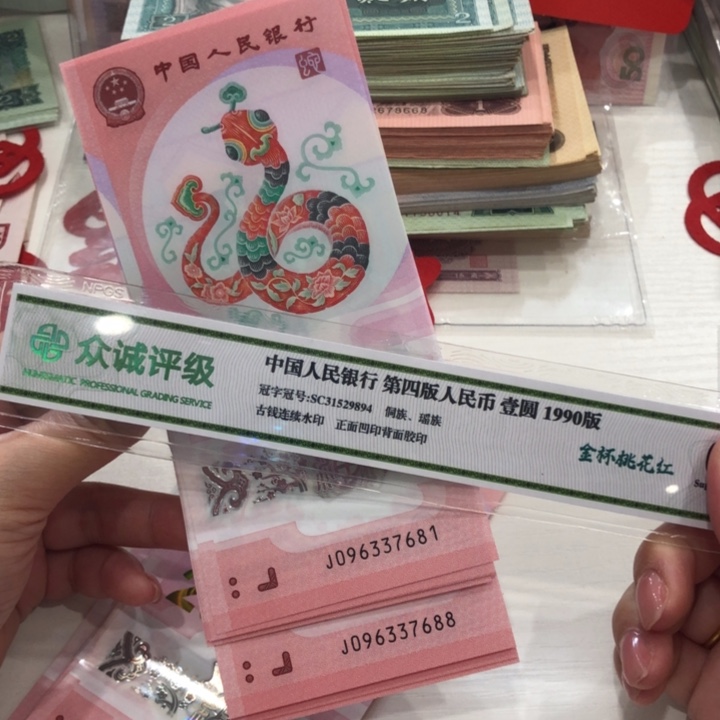 中国人民银行
NPGS
众诚评级
NUMISMATIC PROFESSIONAL GRADING SERVICE
中国人民银行 第四版人民币 壹圆 1990版
冠字冠号:SC31529894 侗族、瑶族
古钱连续水印 正面凹印背面胶印
金杯桃花红
J096337681
J096337688